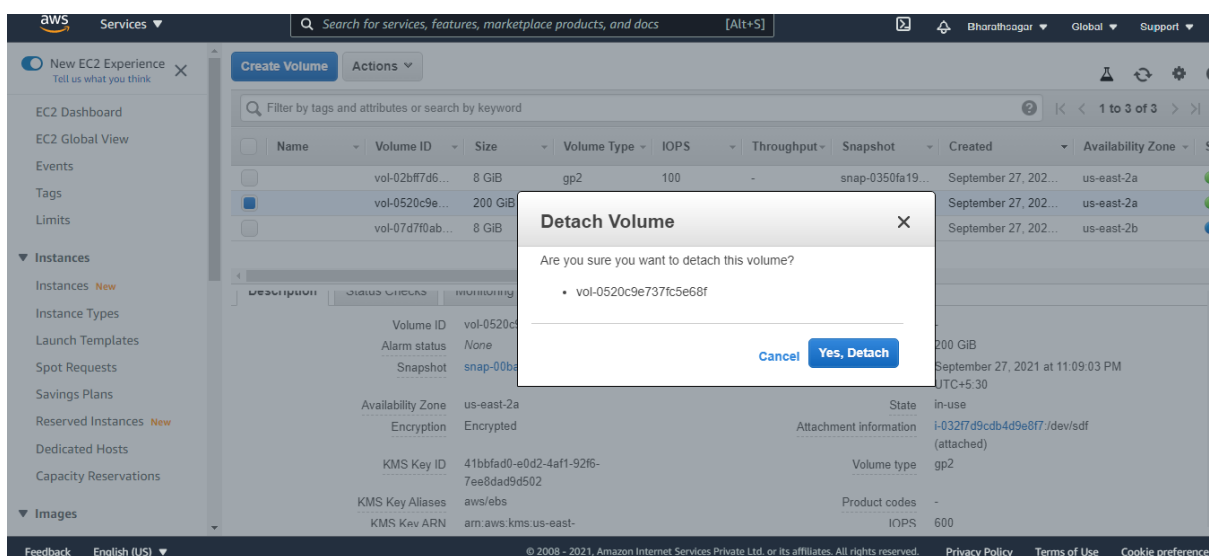 aws Services ▼ Search for services, features, marketplace products, and docs [Alt+S] Bharathsagar ▼ Global ▼ Support ▼
New EC2 Experience
Tell us what you think
EC2 Dashboard
EC2 Global View
Events
Tags
Limits
▼ Instances
Instances New
Instance Types
Launch Templates
Spot Requests
Savings Plans
Reserved Instances New
Dedicated Hosts
Capacity Reservations
▼ Images
Create Volume Actions
Filter by tags and attributes or search by keyword 1 to 3 of 3
Name Volume ID Size Volume Type IOPS Throughput Snapshot Created Availability Zone
vol-02bff7d6... 8 GiB gp2 100 - snap-0350fa19... September 27, 202... us-east-2a
vol-0520c9e... 200 GiB September 27, 202... us-east-2a
vol-07d7f0ab... 8 GiB September 27, 202... us-east-2b
Detach Volume
Are you sure you want to detach this volume?
• vol-0520c9e737fc5e68f
Cancel Yes, Detach
Description Status Checks Monitoring
Volume ID
Alarm status None 200 GiB
Snapshot September 27, 2021 at 11:09:03 PM
UTC+5:30
Availability Zone us-east-2a State in-use
Encryption Encrypted Attachment information i-032f7d9cdb4d9e8f7:/dev/sdf
(attached)
KMS Key ID 41bbfad0-e0d2-4af1-92f6-
7ee8dad9d502 Volume type gp2
KMS Key Aliases aws/ebs Product codes -
KMS Key ARN arn:aws:kms:us-east- IOPS 600
Feedback English (US) ▼ © 2008 - 2021, Amazon Internet Services Private Ltd. or its affiliates. All rights reserved. Privacy Policy Terms of Use Cookie preference